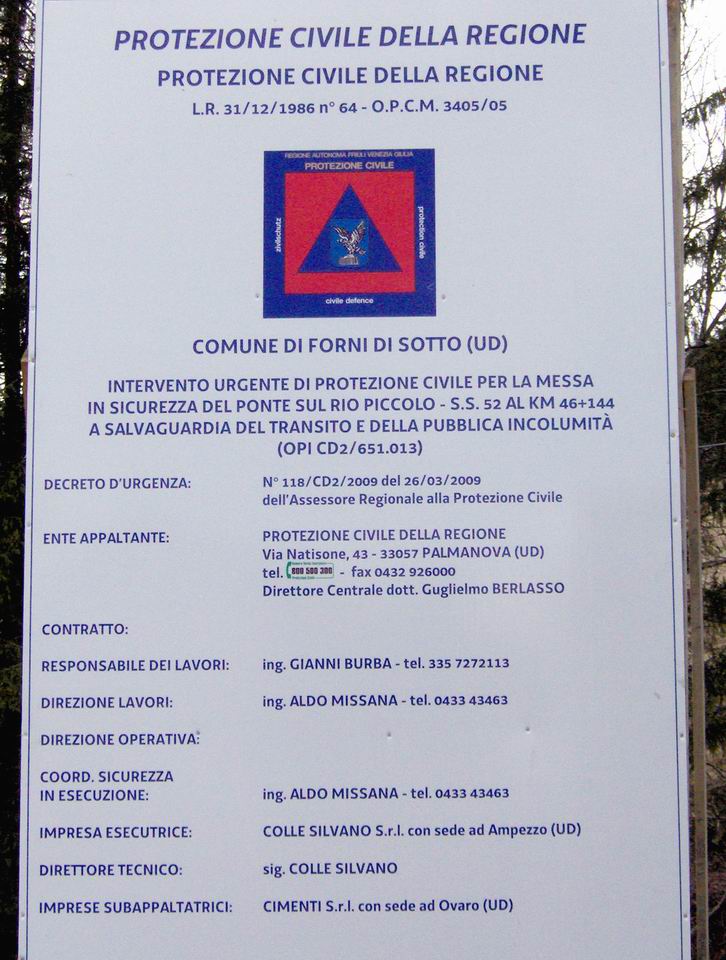 PROTEZIONE CIVILE DELLA REGIONE
PROTEZIONE CIVILE DELLA REGIONE
L.R. 31/12/1986 n° 64 - O.P.C.M. 3405/05
REGIONE AUTONOMA FRIULI VENEZIA GIULIA
PROTEZIONE CIVILE
zivilschutz
protection civile
civile defence
COMUNE DI FORNI DI SOTTO (UD)
INTERVENTO URGENTE DI PROTEZIONE CIVILE PER LA MESSA
IN SICUREZZA DEL PONTE SUL RIO PICCOLO - S.S. 52 AL KM 46+144
A SALVAGUARDIA DEL TRANSITO E DELLA PUBBLICA INCOLUMITÀ
(OPI CD2/651.013)
DECRETO D'URGENZA: N° 118/CD2/2009 del 26/03/2009
dell'Assessore Regionale alla Protezione Civile
ENTE APPALTANTE: PROTEZIONE CIVILE DELLA REGIONE
Via Natisone, 43 - 33057 PALMANOVA (UD)
tel. 800 500 300 - fax 0432 926000
Direttore Centrale dott. Guglielmo BERLASSO
CONTRATTO:
RESPONSABILE DEI LAVORI: ing. GIANNI BURBA - tel. 335 7272113
DIREZIONE LAVORI: ing. ALDO MISSANA - tel. 0433 43463
DIREZIONE OPERATIVA:
COORD. SICUREZZA
IN ESECUZIONE: ing. ALDO MISSANA - tel. 0433 43463
IMPRESA ESECUTRICE: COLLE SILVANO S.r.l. con sede ad Ampezzo (UD)
DIRETTORE TECNICO: sig. COLLE SILVANO
IMPRESE SUBAPPALTATRICI: CIMENTI S.r.l. con sede ad Ovaro (UD)